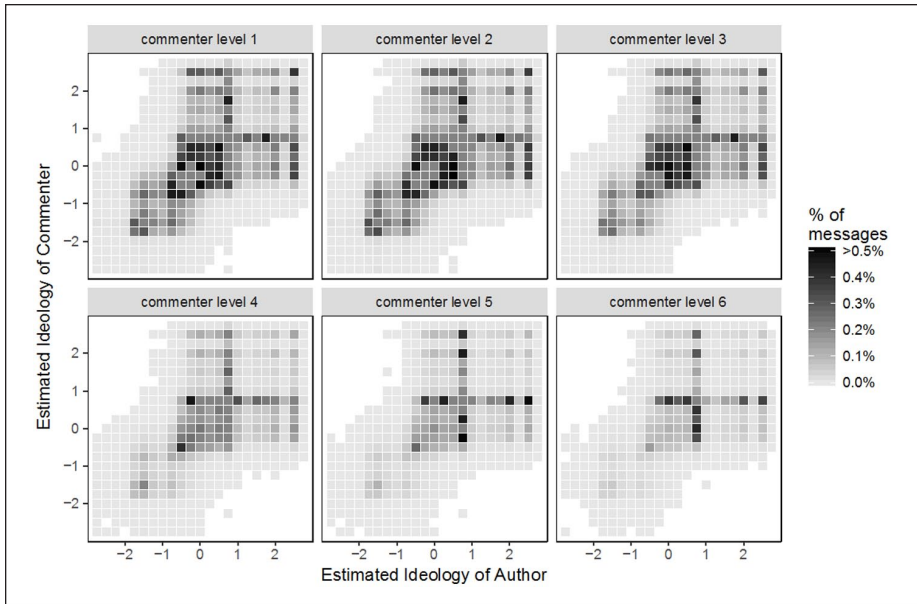 commenter level 1
commenter level 2
commenter level 3
2
1
0
−1
−2
commenter level 4
commenter level 5
commenter level 6
2
1
0
−1
−2
−2 −1 0 1 2
−2 −1 0 1 2
−2 −1 0 1 2
Estimated Ideology of Author
Estimated Ideology of Commenter
% of
messages
>0.5%
0.4%
0.3%
0.2%
0.1%
0.0%